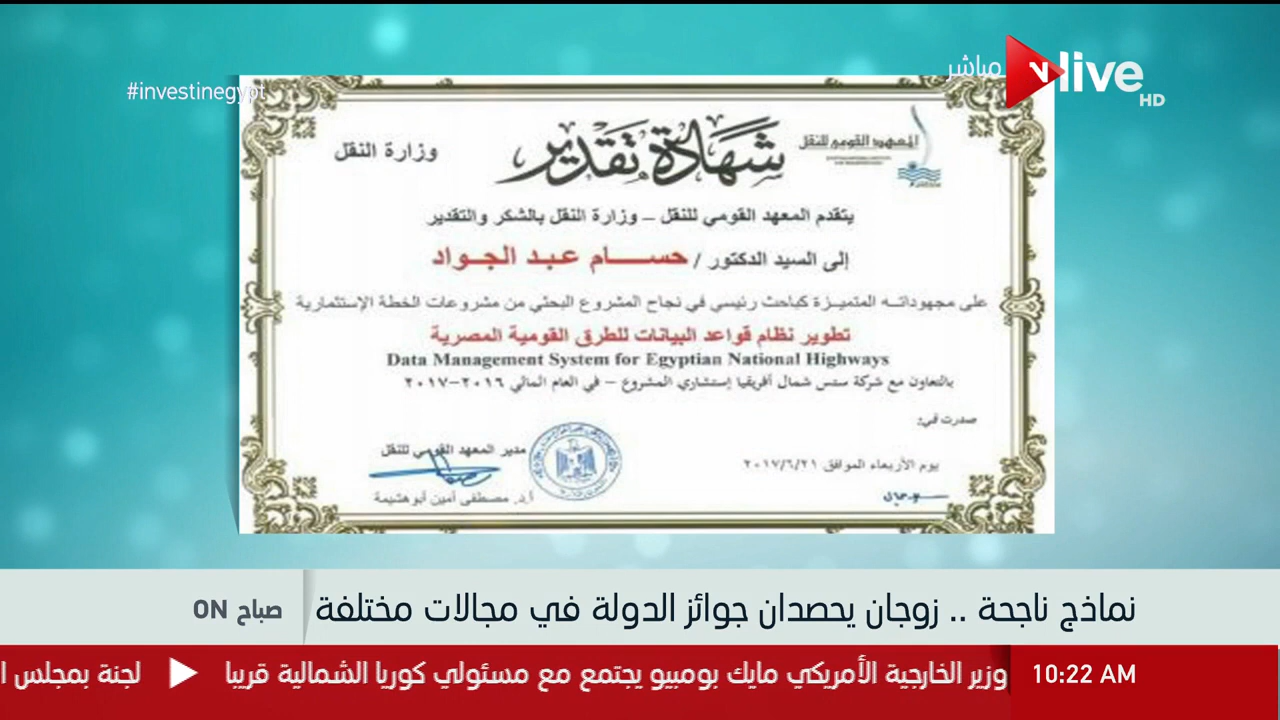 #investinegypt
مباشر
live
HD
وزارة النقل
شهادة تقدير
المعهد القومي للنقل
يتقدم المعهد القومي للنقل – وزارة النقل بالشكر والتقدير
إلى السيد الدكتور / حســـام عبد الجـواد
على مجهوداته المتميزة كباحث رئيسي في نجاح المشروع البحثي من مشروعات الخطة الإستثمارية
تطوير نظام قواعد البيانات للطرق القومية المصرية
Data Management System for Egyptian National Highways
بالتعاون مع شركة سنس شمال أفريقيا إستشاري المشروع – في العام المالي ٢٠١٦–٢٠١٧
صدرت في:
يوم الأربعاء الموافق ٢٠١٧/٦/٢١
مدير المعهد القومي للنقل
أ.د. مصطفى أمين أبوهشيمة
نماذج ناجحة .. زوجان يحصدان جوائز الدولة في مجالات مختلفة
صباح ON
10:22 AM
وزير الخارجية الأمريكي مايك بومبيو يجتمع مع مسئولي كوريا الشمالية قريبا
لجنة بمجلس ا